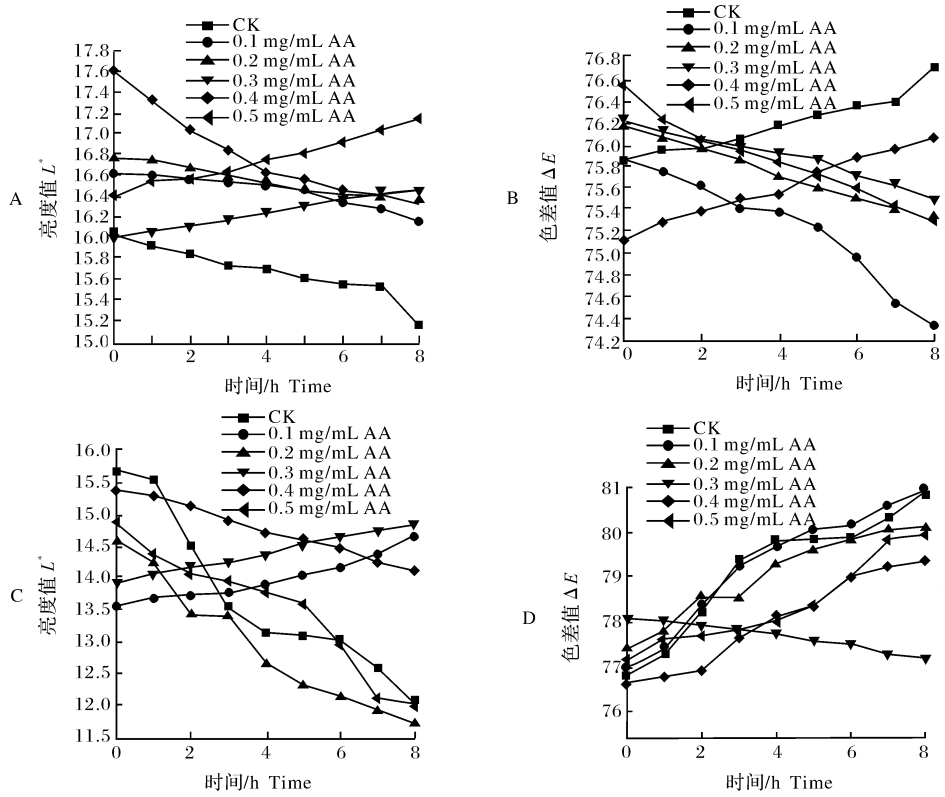 A
CK
0.1 mg/mL AA
0.2 mg/mL AA
0.3 mg/mL AA
0.4 mg/mL AA
0.5 mg/mL AA
17.8
17.6
17.4
17.2
17.0
16.8
16.6
16.4
16.2
16.0
15.8
15.6
15.4
15.2
15.0
亮度值 L*
0 2 4 6 8
时间/h Time
B
CK
0.1 mg/mL AA
0.2 mg/mL AA
0.3 mg/mL AA
0.4 mg/mL AA
0.5 mg/mL AA
76.8
76.6
76.4
76.2
76.0
75.8
75.6
75.4
75.2
75.0
74.8
74.6
74.4
74.2
色差值 ΔE
0 2 4 6 8
时间/h Time
C
CK
0.1 mg/mL AA
0.2 mg/mL AA
0.3 mg/mL AA
0.4 mg/mL AA
0.5 mg/mL AA
16.0
15.5
15.0
14.5
14.0
13.5
13.0
12.5
12.0
11.5
亮度值 L*
0 2 4 6 8
时间/h Time
D
CK
0.1 mg/mL AA
0.2 mg/mL AA
0.3 mg/mL AA
0.4 mg/mL AA
0.5 mg/mL AA
81
80
79
78
77
76
色差值 ΔE
0 2 4 6 8
时间/h Time